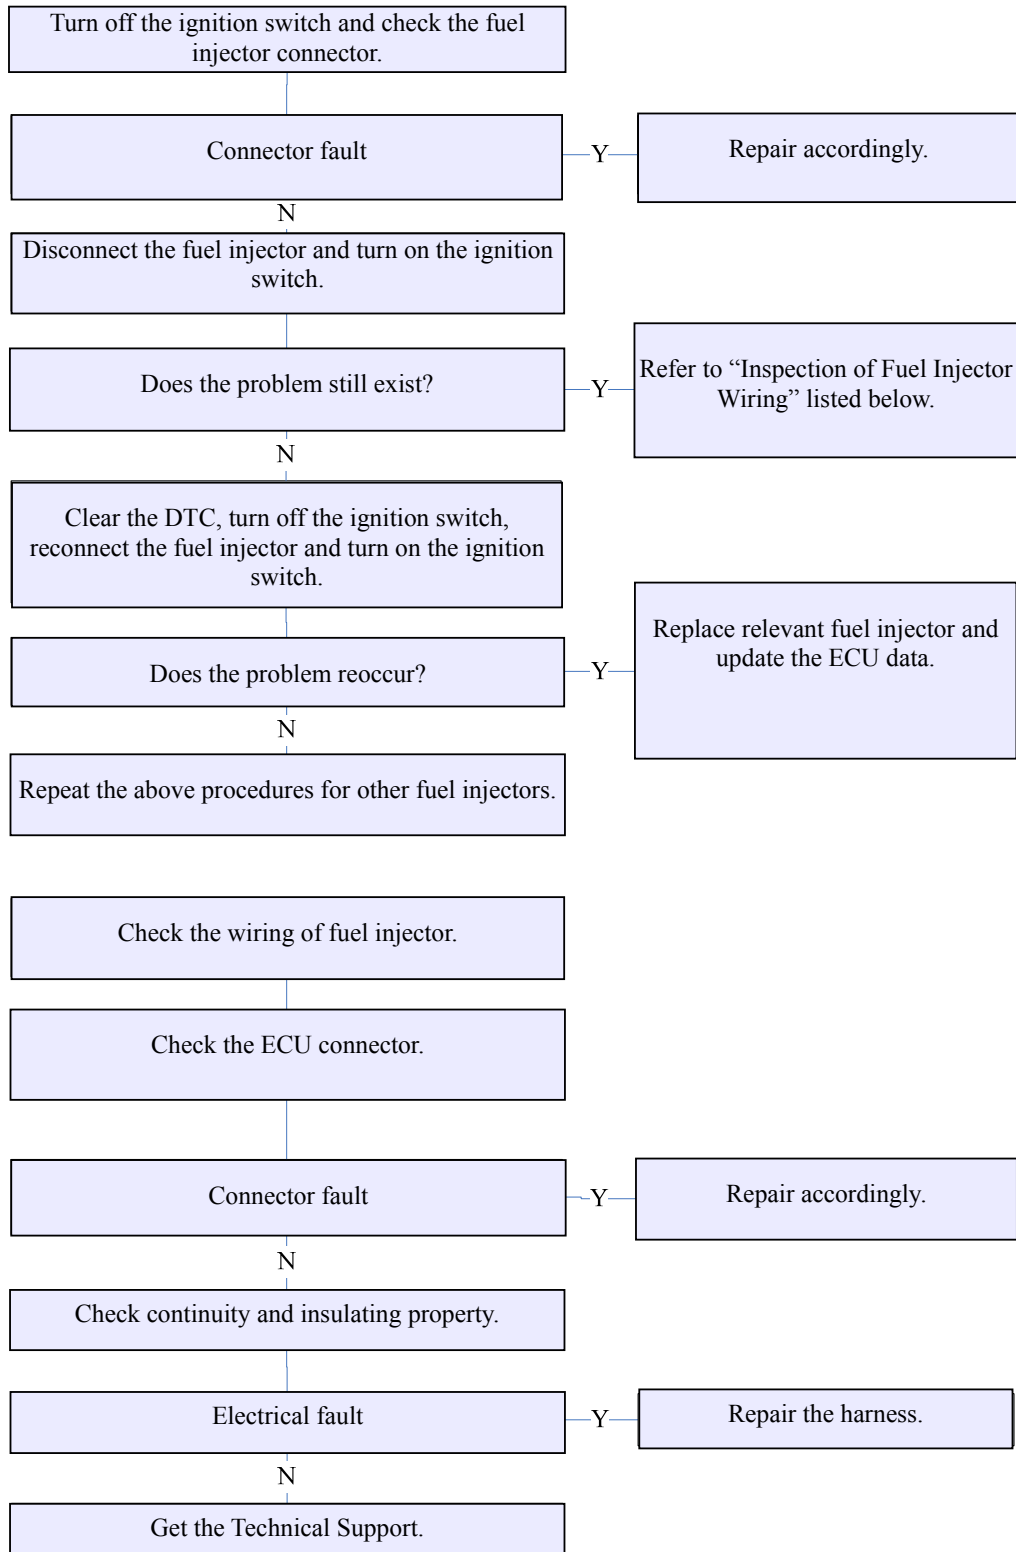 Turn off the ignition switch and check the fuel
injector connector.
Connector fault
Y
Repair accordingly.
N
Disconnect the fuel injector and turn on the ignition
switch.
Does the problem still exist?
Y
Refer to “Inspection of Fuel Injector
Wiring” listed below.
N
Clear the DTC, turn off the ignition switch,
reconnect the fuel injector and turn on the ignition
switch.
Does the problem reoccur?
Y
Replace relevant fuel injector and
update the ECU data.
N
Repeat the above procedures for other fuel injectors.
Check the wiring of fuel injector.
Check the ECU connector.
Connector fault
Y
Repair accordingly.
N
Check continuity and insulating property.
Electrical fault
Y
Repair the harness.
N
Get the Technical Support.